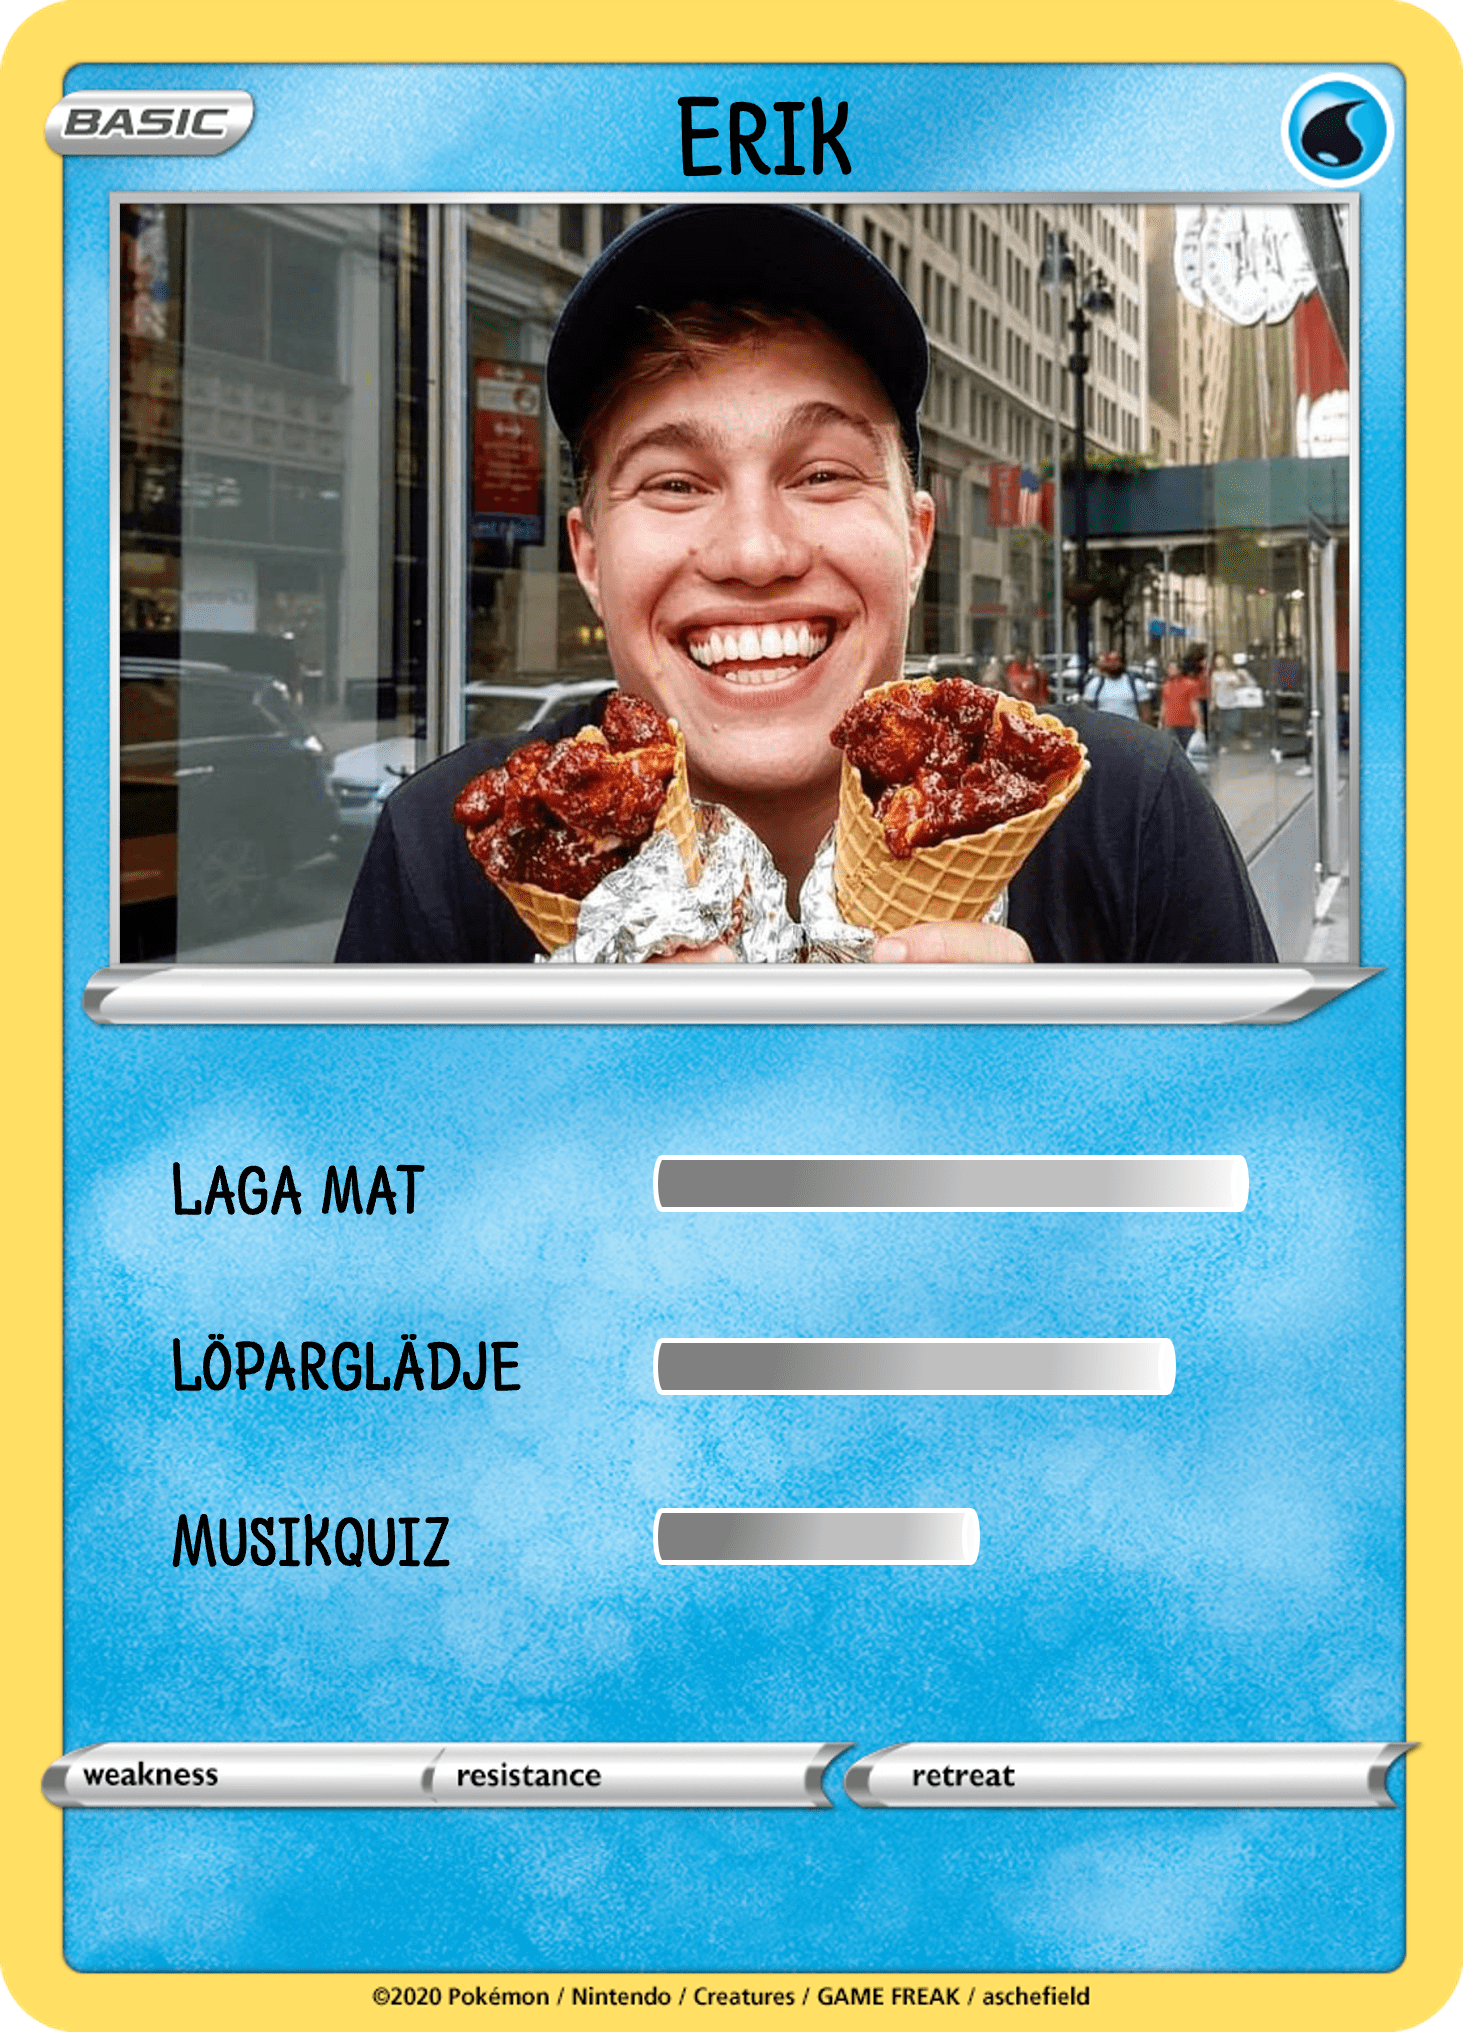 BASIC
ERIK
LAGA MAT
LÖPARGLÄDJE
MUSIKQUIZ
weakness resistance retreat
©2020 Pokémon / Nintendo / Creatures / GAME FREAK / aschefield